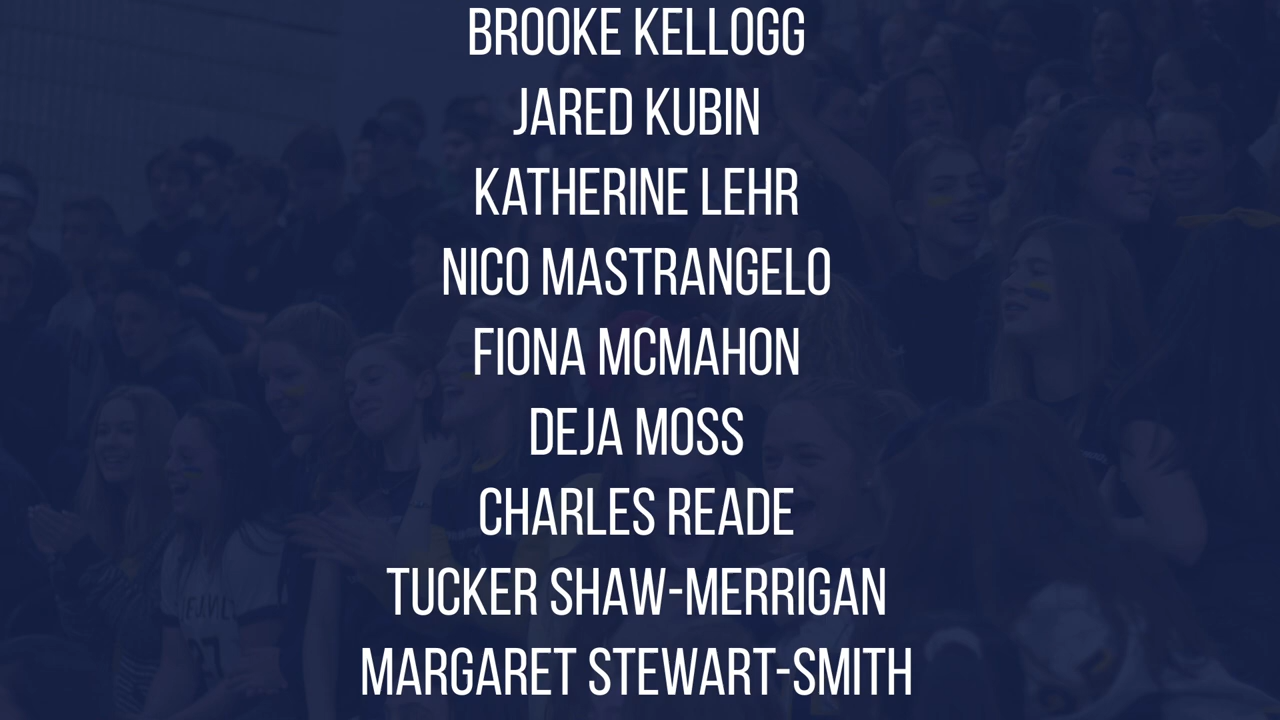 BROOKE KELLOGG
JARED KUBIN
KATHERINE LEHR
NICO MASTRANGELO
FIONA MCMAHON
DEJA MOSS
CHARLES READE
TUCKER SHAW-MERRIGAN
MARGARET STEWART-SMITH